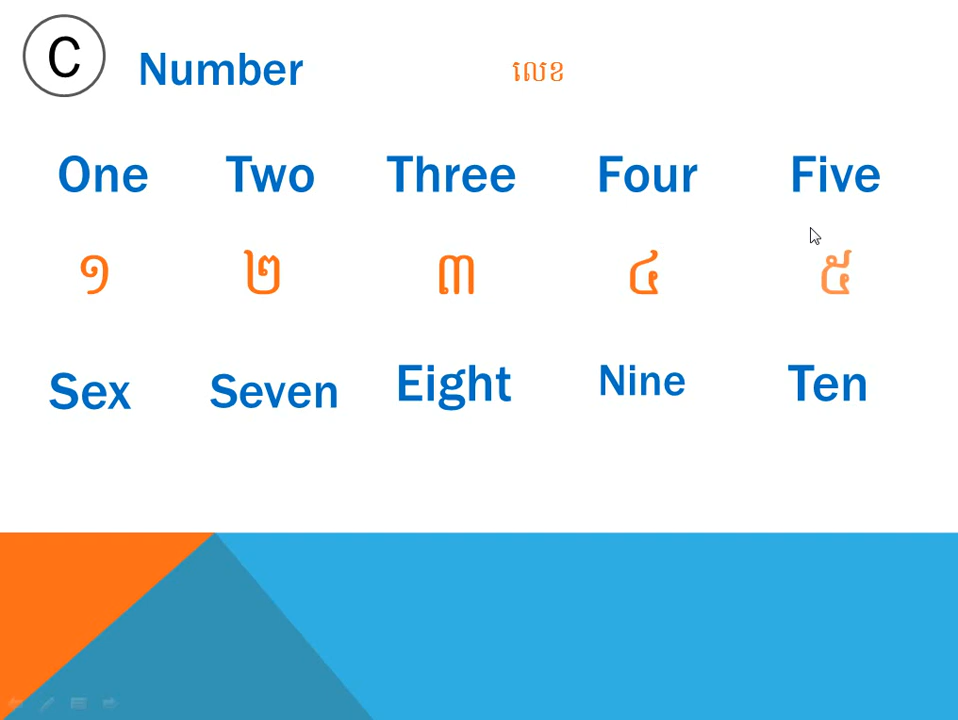 C Number លេខ
One Two Three Four Five
១ ២ ៣ ៤ ៥
Sex Seven Eight Nine Ten